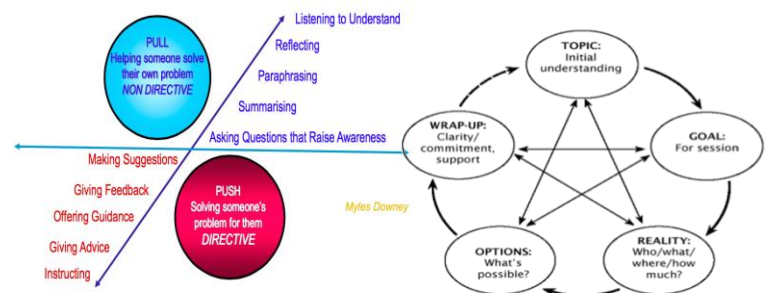 Listening to Understand
Reflecting
Paraphrasing
Summarising
Asking Questions that Raise Awareness
PULL
Helping someone solve
their own problem
NON DIRECTIVE
Making Suggestions
Giving Feedback
Offering Guidance
Giving Advice
Instructing
PUSH
Solving someone's
problem for them
DIRECTIVE
Myles Downey
TOPIC:
Initial
understanding
GOAL:
For session
REALITY:
Who/what/
where/how
much?
OPTIONS:
What's
possible?
WRAP-UP:
Clarity/
commitment,
support